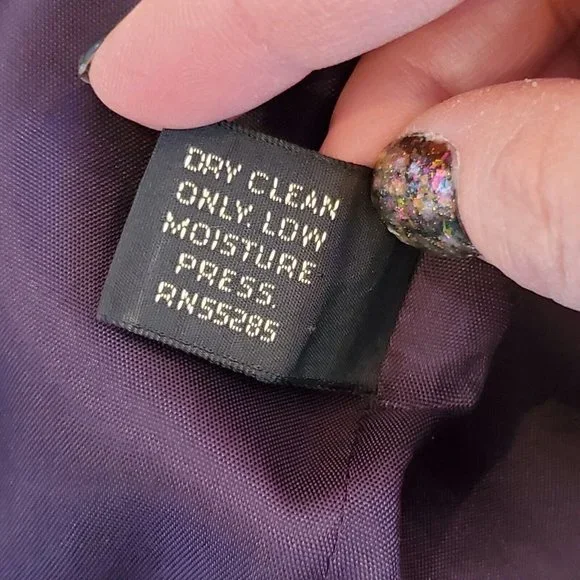 DRY CLEAN
ONLY. LOW
MOISTURE
PRESS.
RN55285